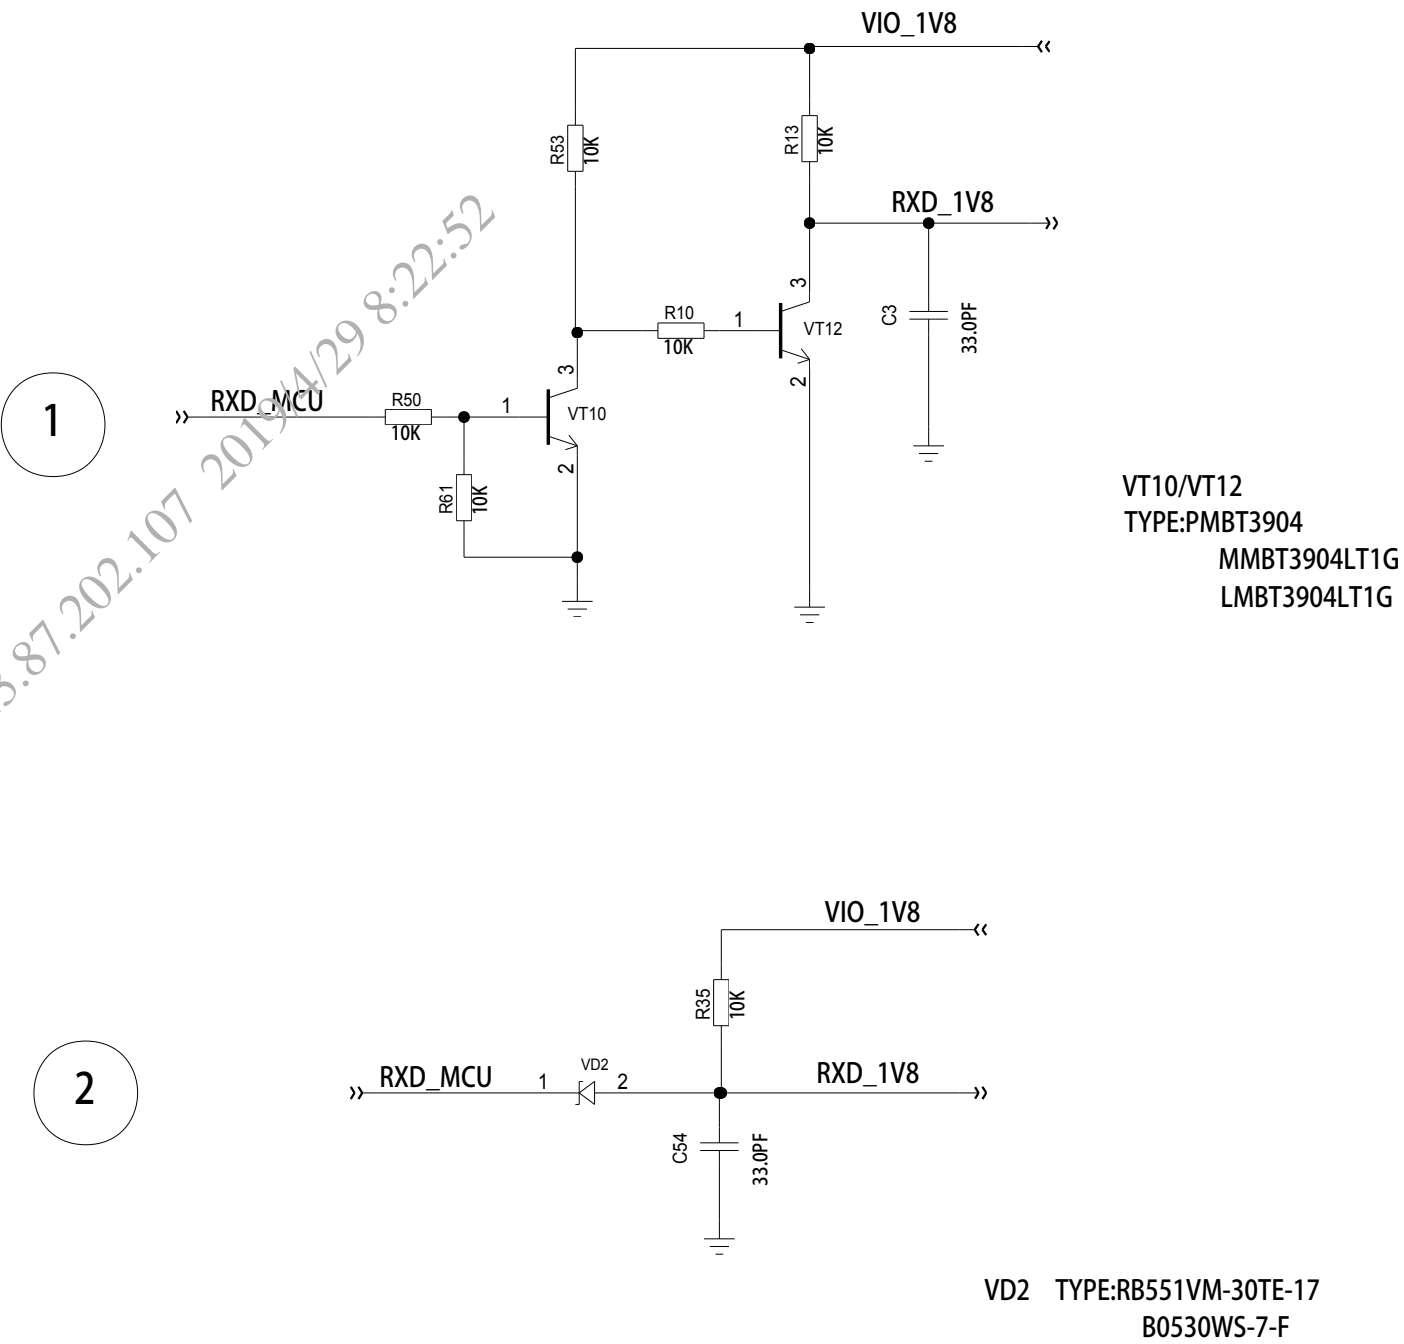 VIO_1V8
R53
10K
R13
10K
RXD_1V8
3
R10
1
10K
VT12
C3
33.0PF
2
3
1
RXD_MCU
R50
10K
1
VT10
2
R61
10K
3.87.202.107 2019/4/29 8:22:52
VT10/VT12
TYPE:PMBT3904
MMBT3904LT1G
LMBT3904LT1G
VIO_1V8
R35
10K
2
RXD_MCU
1
VD2
2
RXD_1V8
C54
33.0PF
VD2 TYPE:RB551VM-30TE-17
B0530WS-7-F